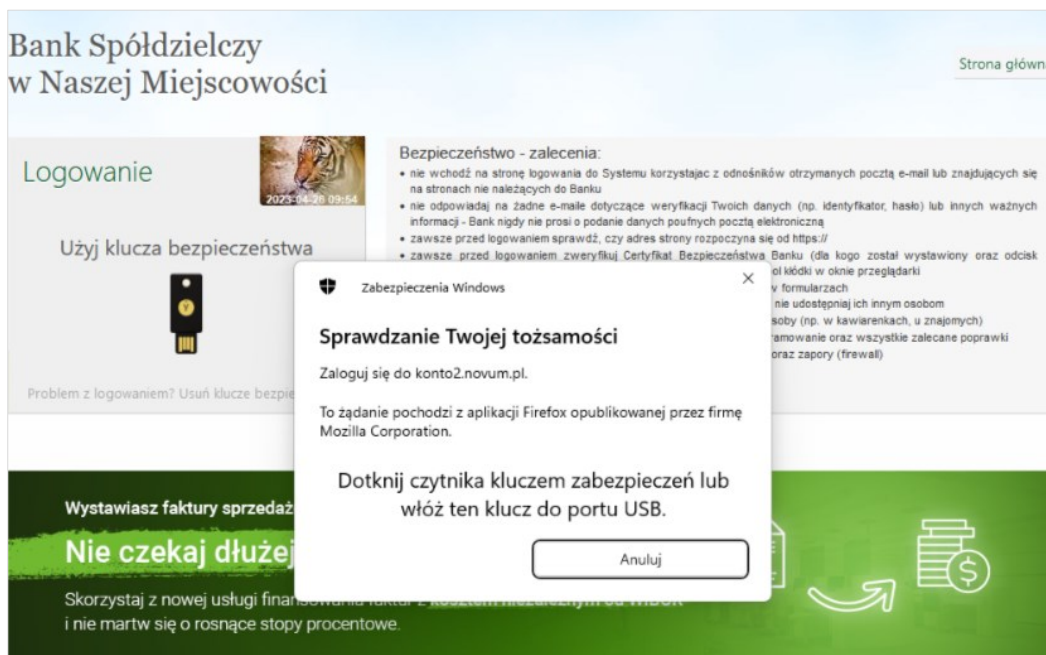 Bank Spółdzielczy
w Naszej Miejscowości
Strona główn
Logowanie
2023-04-26 09:54
Użyj klucza bezpieczeństwa
Problem z logowaniem? Usuń klucze bezpie
Bezpieczeństwo - zalecenia:
• nie wchodź na stronę logowania do Systemu korzystajac z odnośników otrzymanych pocztą e-mail lub znajdujących się
na stronach nie należących do Banku
• nie odpowiadaj na żadne e-maile dotyczące weryfikacji Twoich danych (np. identyfikator, hasło) lub innych ważnych
informacji - Bank nigdy nie prosi o podanie danych poufnych pocztą elektroniczną
• zawsze przed logowaniem sprawdź, czy adres strony rozpoczyna się od https://
• zawsze przed logowaniem zweryfikuj Certyfikat Bezpieczeństwa Banku (dla kogo został wystawiony oraz odcisk
ol kłódki w oknie przeglądarki
w formularzach
nie udostępniaj ich innym osobom
soby (np. w kawiarenkach, u znajomych)
ramowanie oraz wszystkie zalecane poprawki
oraz zapory (firewall)
Zabezpieczenia Windows
Sprawdzanie Twojej tożsamości
Zaloguj się do konto2.novum.pl.
To żądanie pochodzi z aplikacji Firefox opublikowanej przez firmę
Mozilla Corporation.
Dotknij czytnika kluczem zabezpieczeń lub
włóż ten klucz do portu USB.
Anuluj
Wystawiasz faktury sprzedaż
Nie czekaj dłużej
Skorzystaj z nowej usługi finansowania faktur z kosztem niezależnym od WIBOR
i nie martw się o rosnące stopy procentowe.